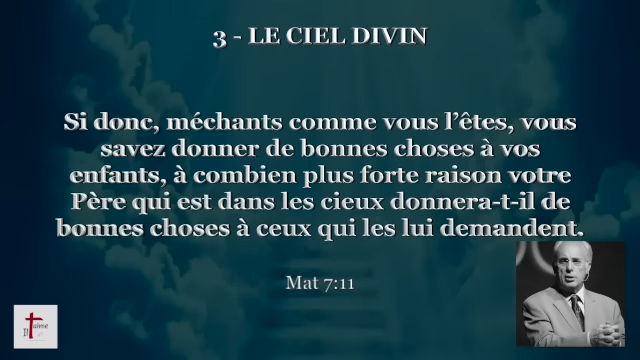 3 - LE CIEL DIVIN
Si donc, méchants comme vous l’êtes, vous
savez donner de bonnes choses à vos
enfants, à combien plus forte raison votre
Père qui est dans les cieux donnera-t-il de
bonnes choses à ceux qui les lui demandent.
Mat 7:11
Il t'aime